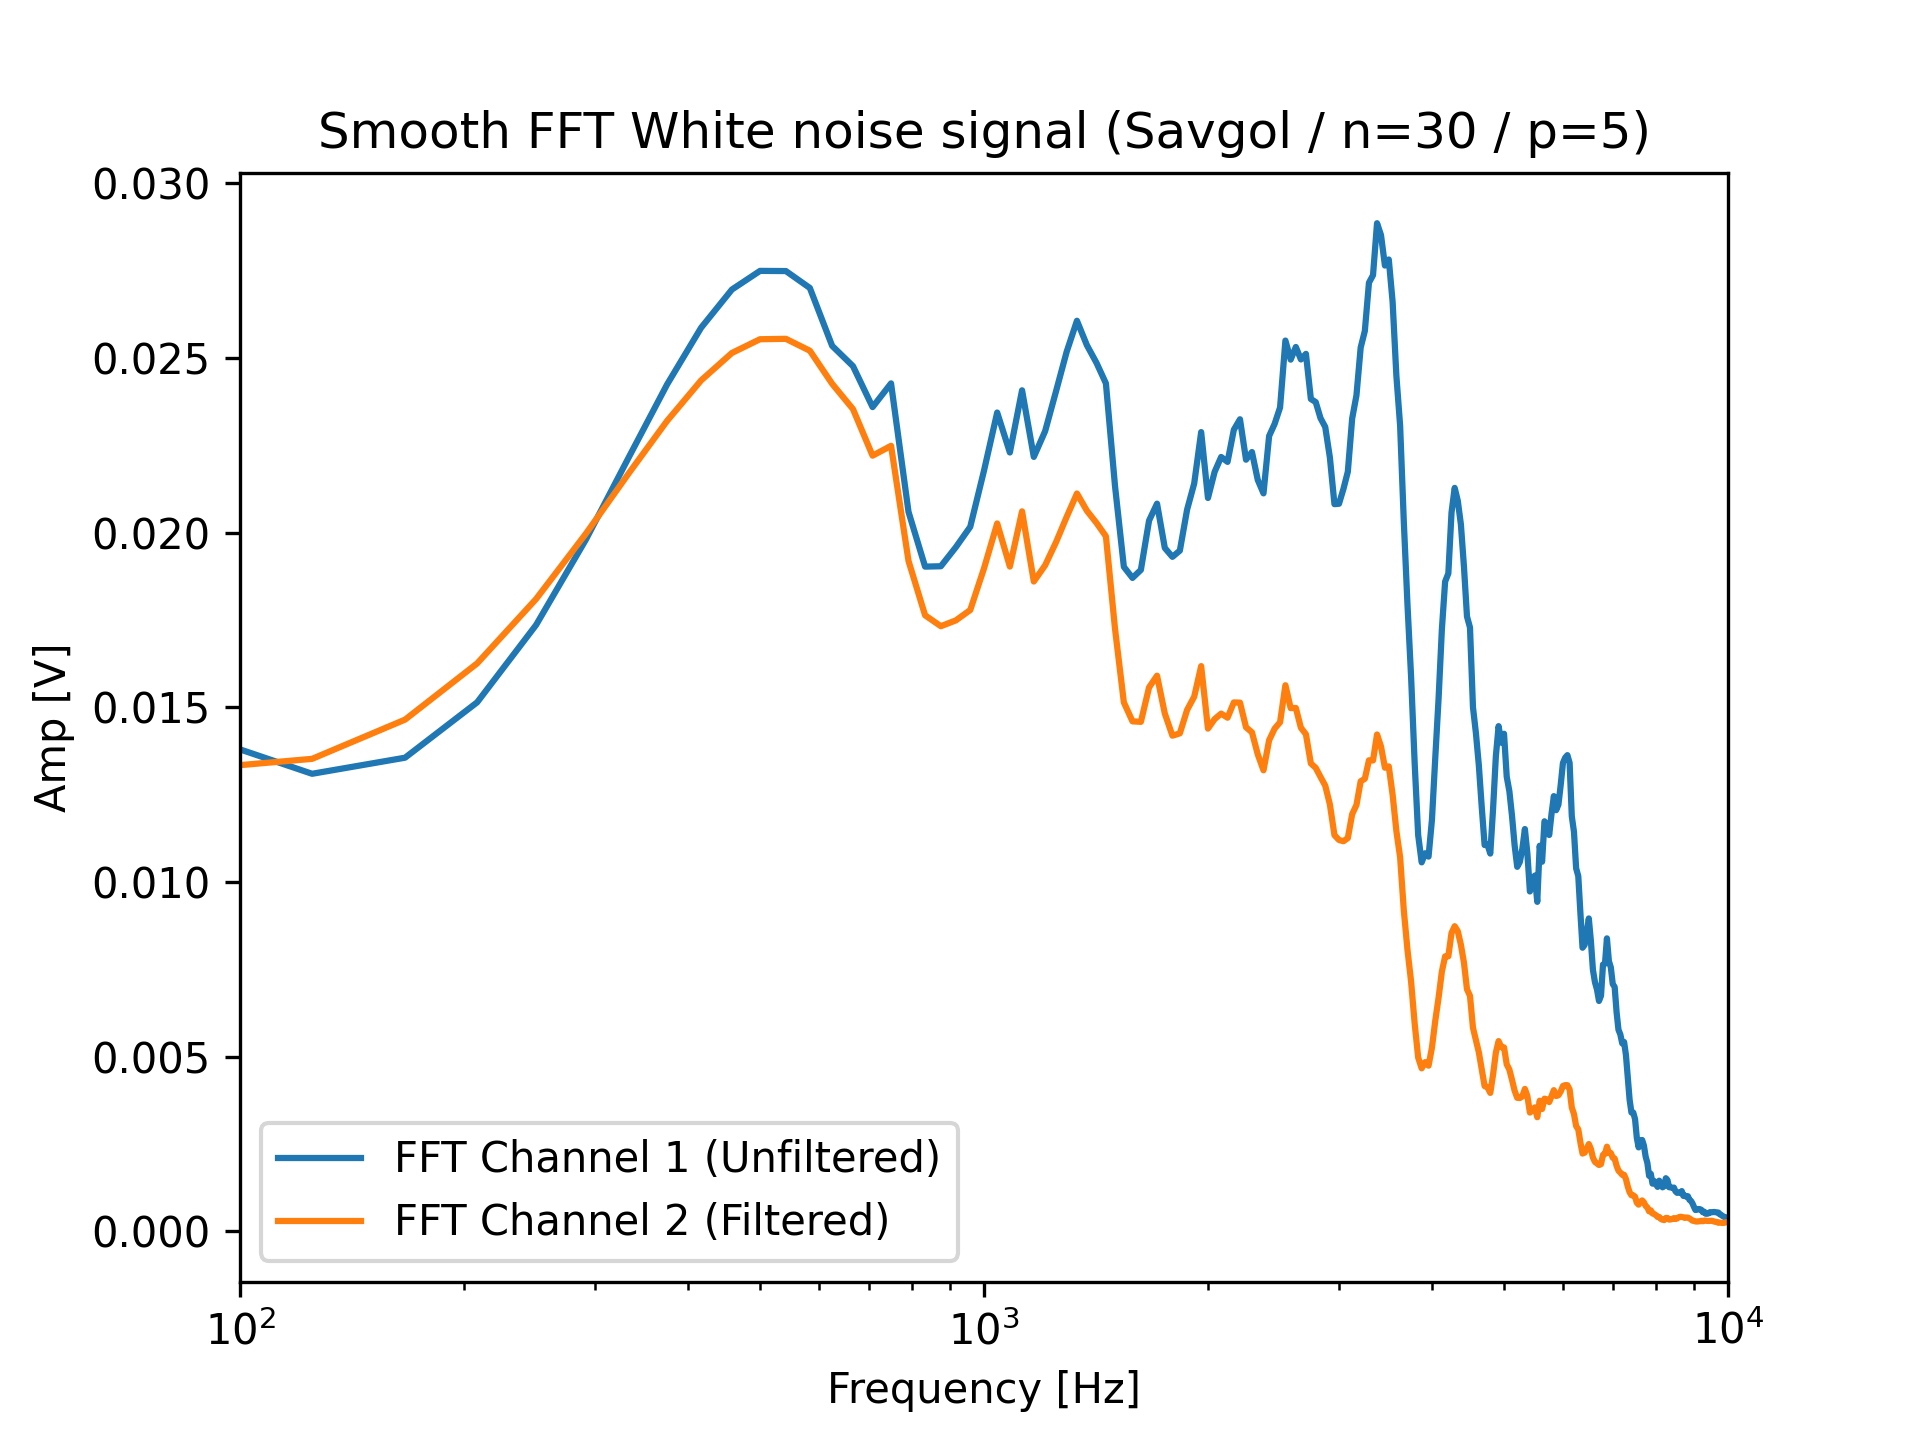 Smooth FFT White noise signal (Savgol / n=30 / p=5)
0.030
0.025
0.020
0.015
0.010
0.005
0.000
Amp [V]
FFT Channel 1 (Unfiltered)
FFT Channel 2 (Filtered)
10² 10³ 10⁴
Frequency [Hz]